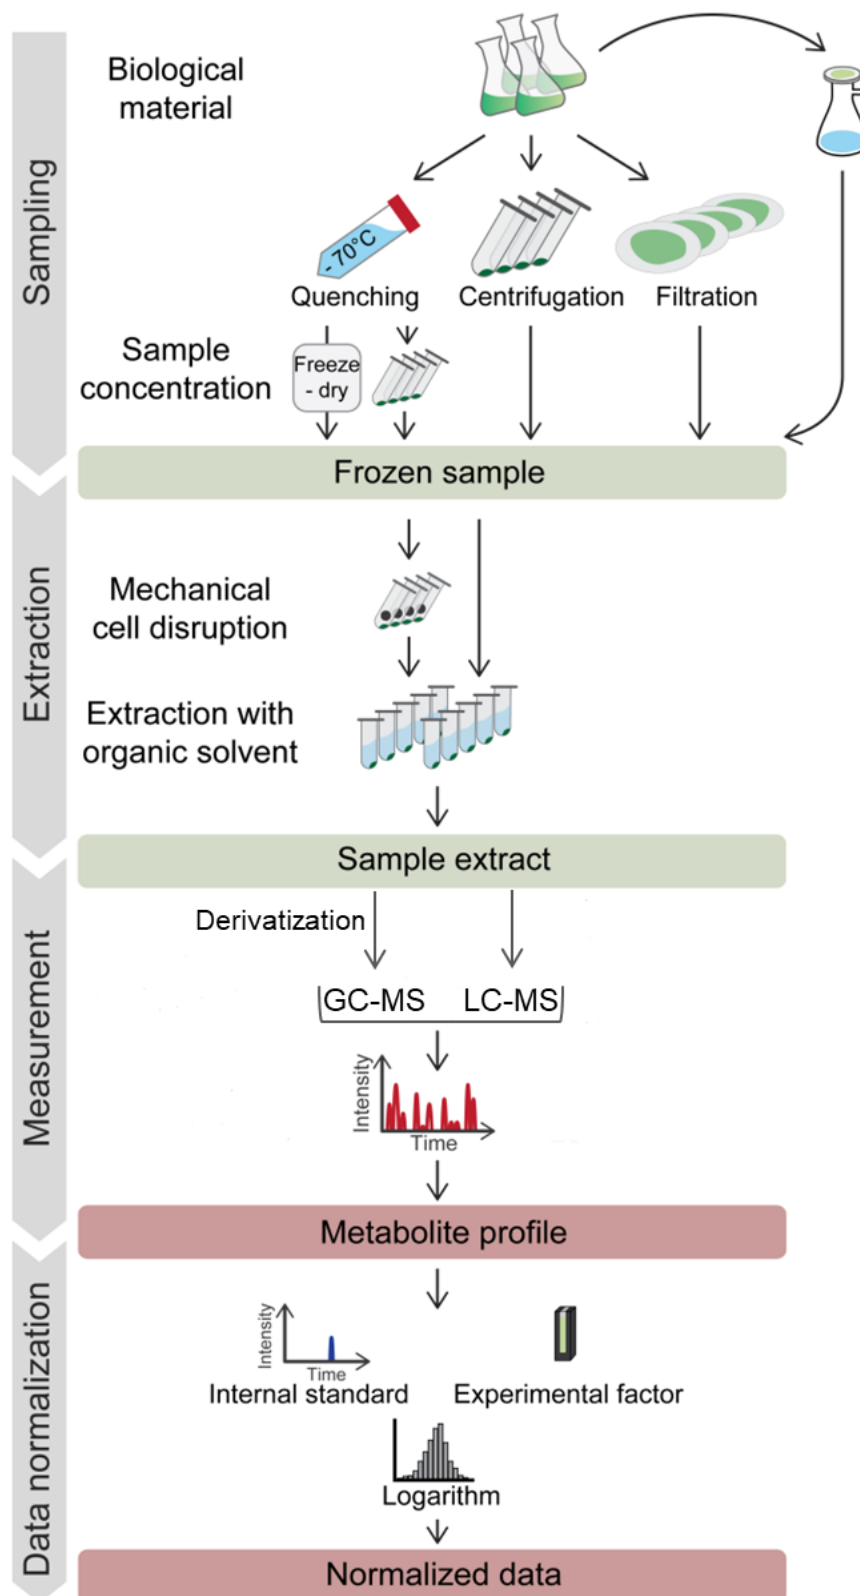 Sampling
Biological
material
- 70°C
Quenching
Centrifugation
Filtration
Sample
concentration
Freeze
- dry
Frozen sample
Extraction
Mechanical
cell disruption
Extraction with
organic solvent
Sample extract
Measurement
Derivatization
GC-MS
LC-MS
Intensity
Time
Metabolite profile
Data normalization
Intensity
Time
Internal standard
Experimental factor
Logarithm
Normalized data